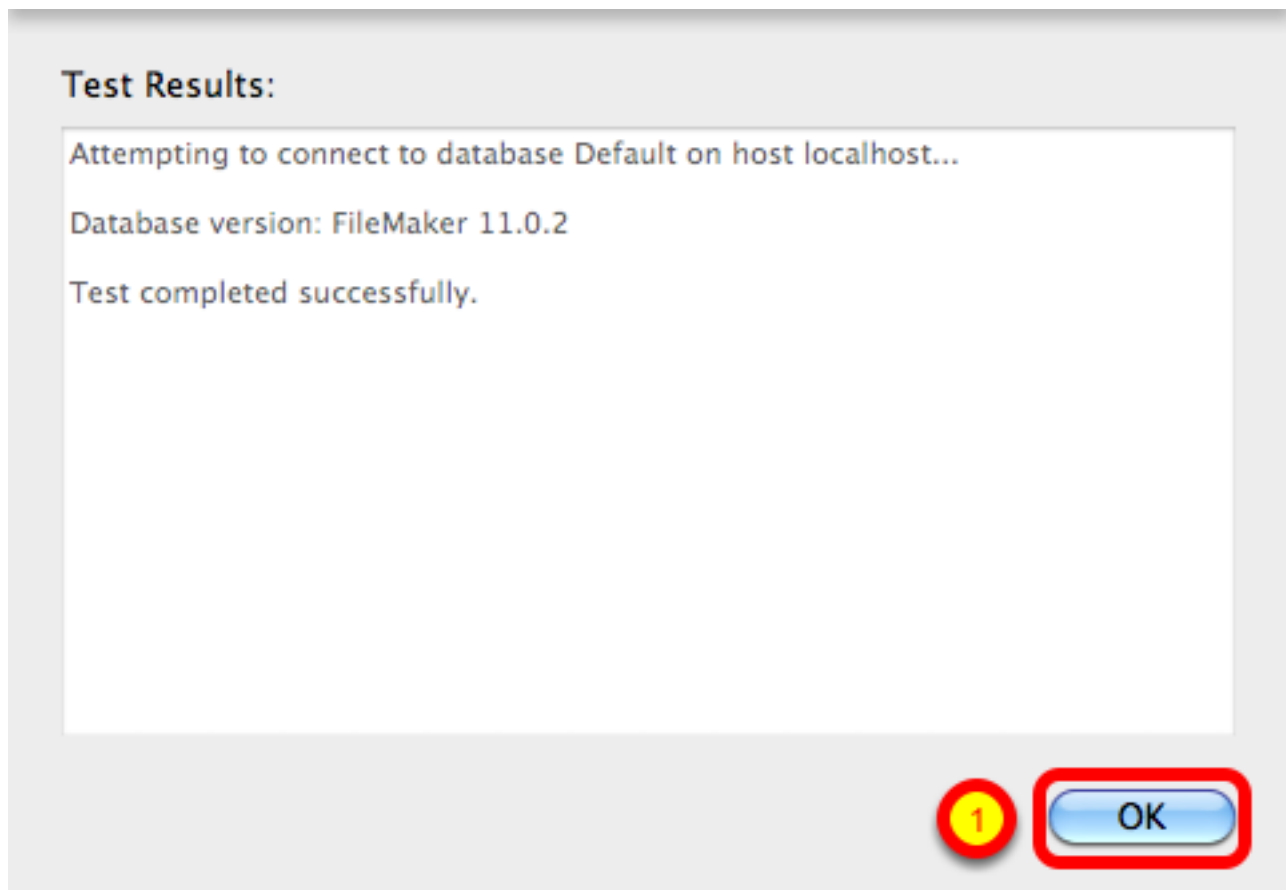 Test Results:
Attempting to connect to database Default on host localhost...
Database version: FileMaker 11.0.2
Test completed successfully.
1
OK